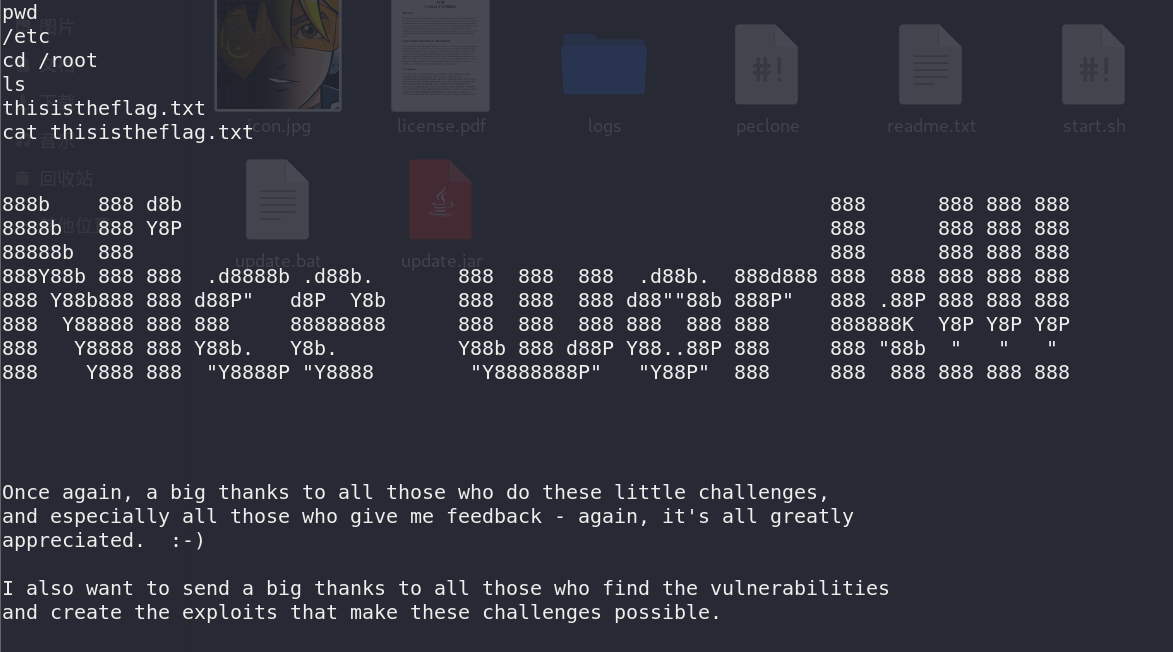 pwd
/etc
cd /root
ls
thisistheflag.txt
cat thisistheflag.txt
888b    888 d8b                                                      888      888 888 888
8888b   888 Y8P                                                      888      888 888 888
88888b  888                                                          888      888 888 888
888Y88b 888 888  .d8888b .d88b.       888  888  888  .d88b.  888d888 888  888 888 888 888
888 Y88b888 888 d88P"   d8P  Y8b      888  888  888 d88""88b 888P"   888 .88P 888 888 888
888  Y88888 888 888     88888888      888  888  888 888  888 888     888888K  Y8P Y8P Y8P
888   Y8888 888 Y88b.   Y8b.          Y88b 888 d88P Y88..88P 888     888 "88b  "   "   "
888    Y888 888  "Y8888P "Y8888        "Y8888888P"   "Y88P"  888     888  888 888 888 888
Once again, a big thanks to all those who do these little challenges,
and especially all those who give me feedback - again, it's all greatly
appreciated.  :-)
I also want to send a big thanks to all those who find the vulnerabilities
and create the exploits that make these challenges possible.
图片
音乐
回收站
icon.jpg
license.pdf
logs
peclone
readme.txt
start.sh
update.bat
update.jar